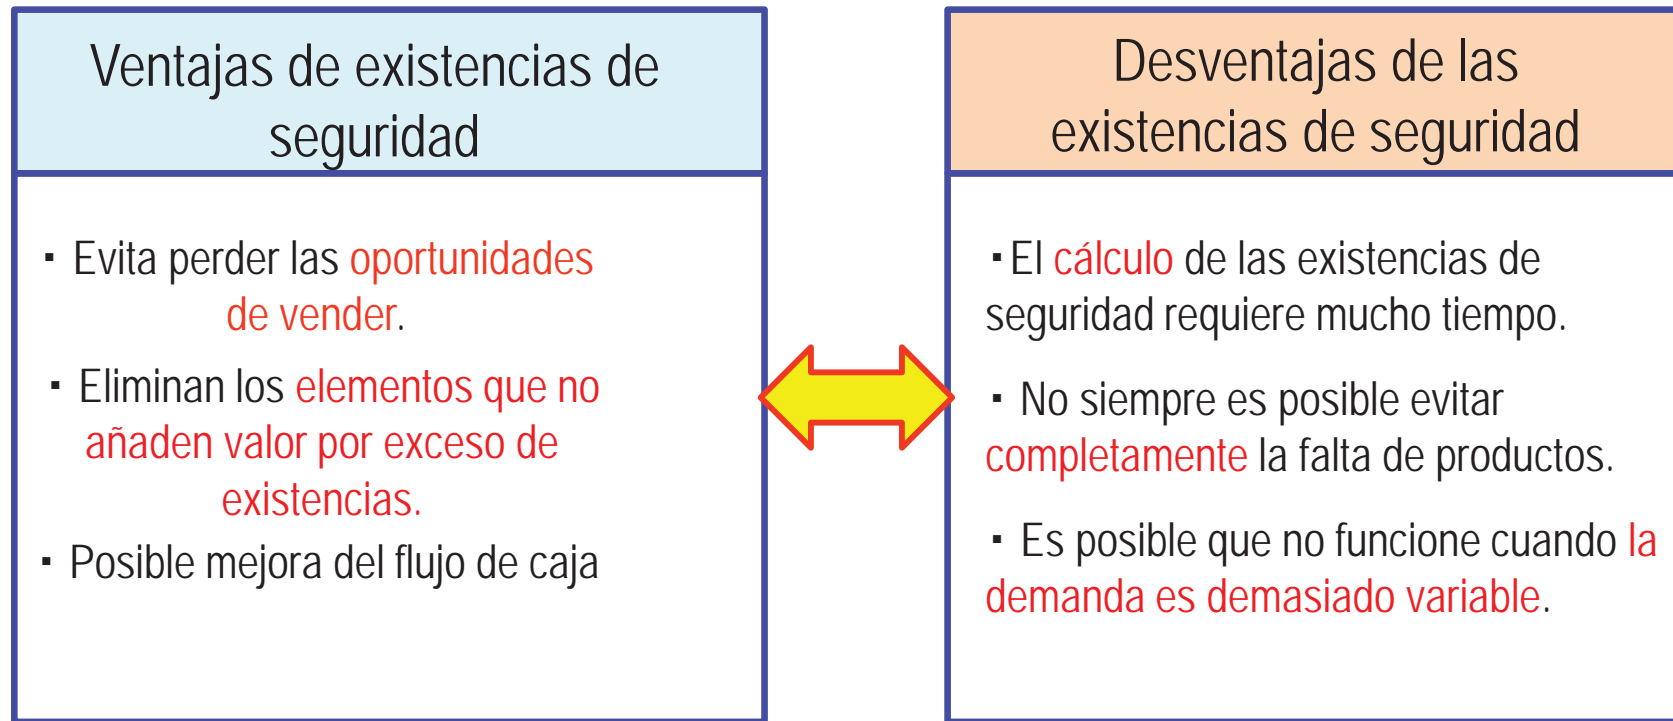 Ventajas de existencias de
seguridad
▪ Evita perder las oportunidades
de vender.
▪ Eliminan los elementos que no
añaden valor por exceso de
existencias.
▪ Posible mejora del flujo de caja
Desventajas de las
existencias de seguridad
▪El cálculo de las existencias de
seguridad requiere mucho tiempo.
▪ No siempre es posible evitar
completamente la falta de productos.
▪ Es posible que no funcione cuando la
demanda es demasiado variable.